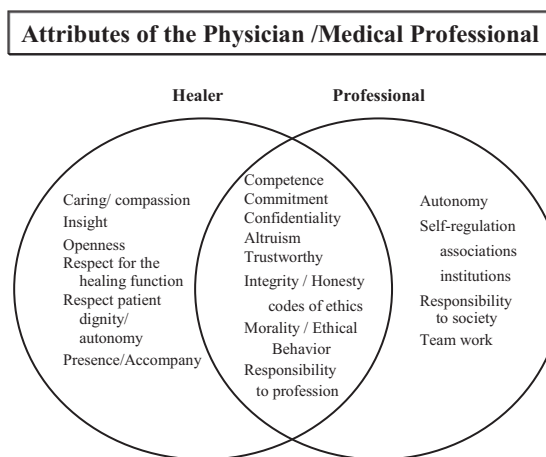 Attributes of the Physician /Medical Professional
Healer
Professional
Caring/ compassion
Insight
Openness
Respect for the
healing function
Respect patient
dignity/
autonomy
Presence/Accompany
Competence
Commitment
Confidentiality
Altruism
Trustworthy
Integrity / Honesty
codes of ethics
Morality / Ethical
Behavior
Responsibility
to profession
Autonomy
Self-regulation
associations
institutions
Responsibility
to society
Team work